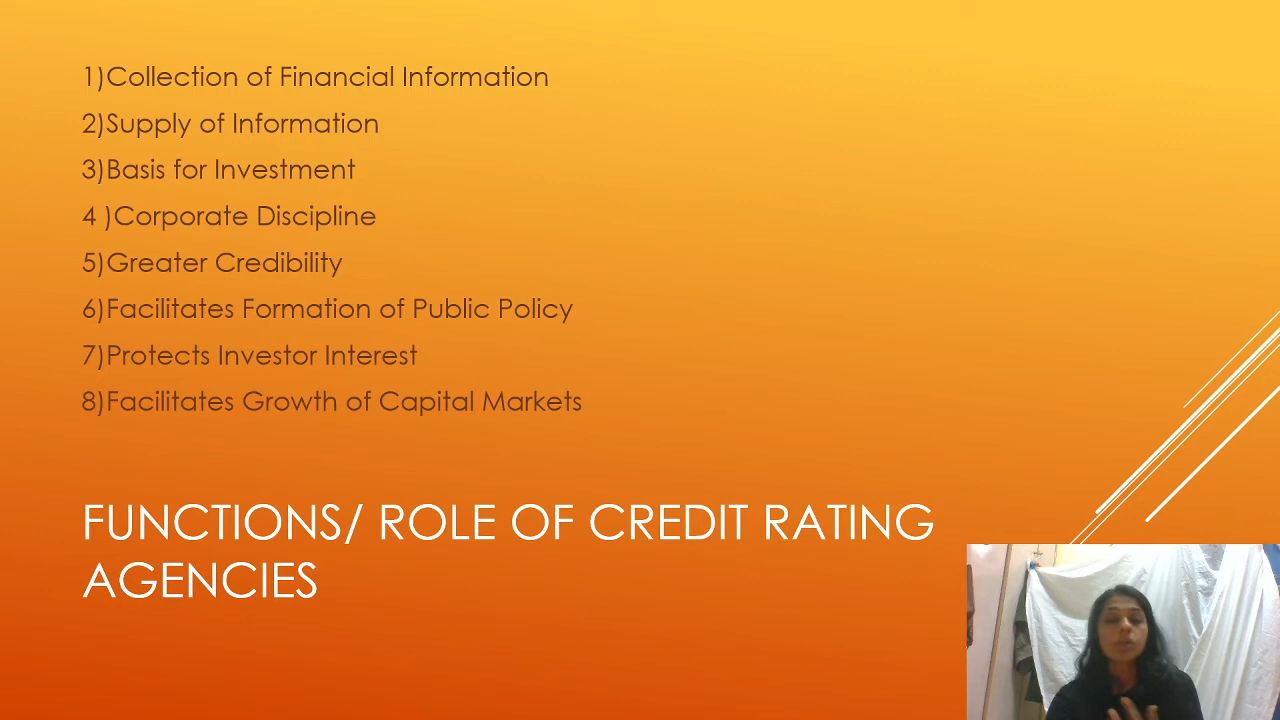 1)Collection of Financial Information
2)Supply of Information
3)Basis for Investment
4 )Corporate Discipline
5)Greater Credibility
6)Facilitates Formation of Public Policy
7)Protects Investor Interest
8)Facilitates Growth of Capital Markets
FUNCTIONS/ ROLE OF CREDIT RATING
AGENCIES